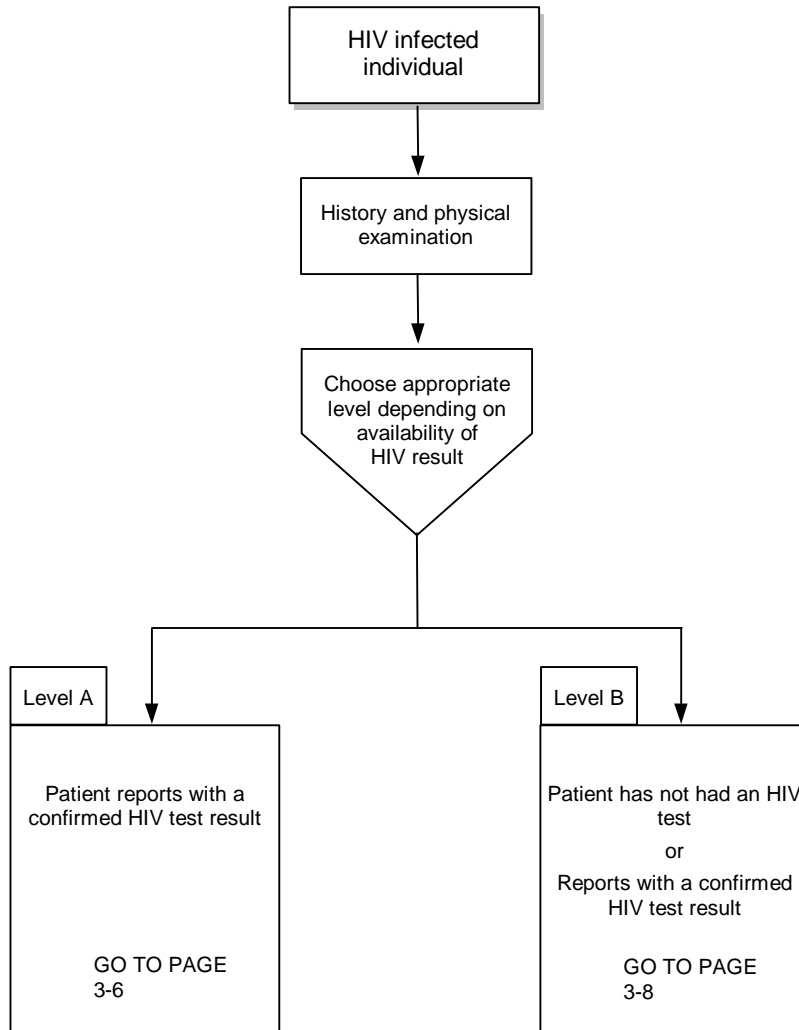 HIV infected
individual
History and physical
examination
Choose appropriate
level depending on
availability of
HIV result
Level A
Patient reports with a
confirmed HIV test result
GO TO PAGE
3-6
Level B
Patient has not had an HIV
test
or
Reports with a confirmed
HIV test result
GO TO PAGE
3-8